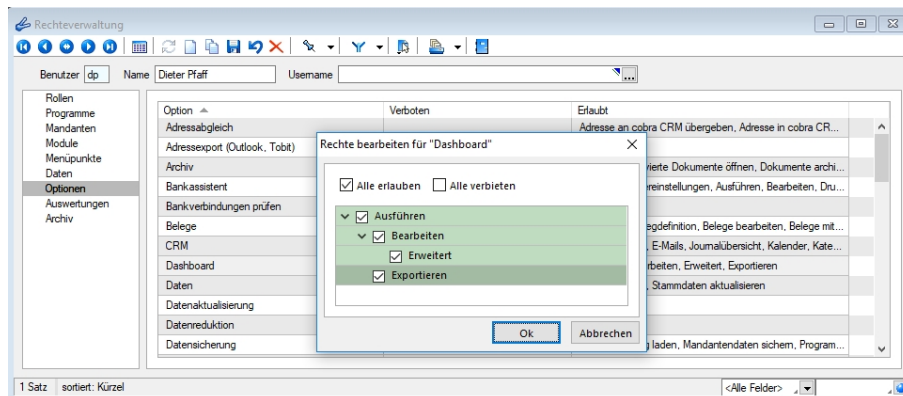 Rechteverwaltung
Benutzer dp Name Dieter Pfaff Username ...
Rollen
Programme
Mandanten
Module
Menüpunkte
Daten
Optionen
Auswertungen
Archiv
Option Verboten Erlaubt
Adressabgleich Adresse an cobra CRM übergeben, Adresse in cobra CR...
Adressexport (Outlook, Tobit)
Archiv vierte Dokumente öffnen, Dokumente archi...
Bankassistent reinstellungen, Ausführen, Bearbeiten, Dru...
Bankverbindungen prüfen
Belege egdefinition, Belege bearbeiten, Belege mit...
CRM , E-Mails, Journalübersicht, Kalender, Kate...
Dashboard rbeiten, Erweitert, Exportieren
Daten , Stammdaten aktualisieren
Datenaktualisierung
Datenreduktion
Datensicherung g laden, Mandantendaten sichern, Program...
Rechte bearbeiten für "Dashboard"
Alle erlauben Alle verbieten
Ausführen
Bearbeiten
Erweitert
Exportieren
Ok Abbrechen
1 Satz sortiert: Kürzel <Alle Felder>